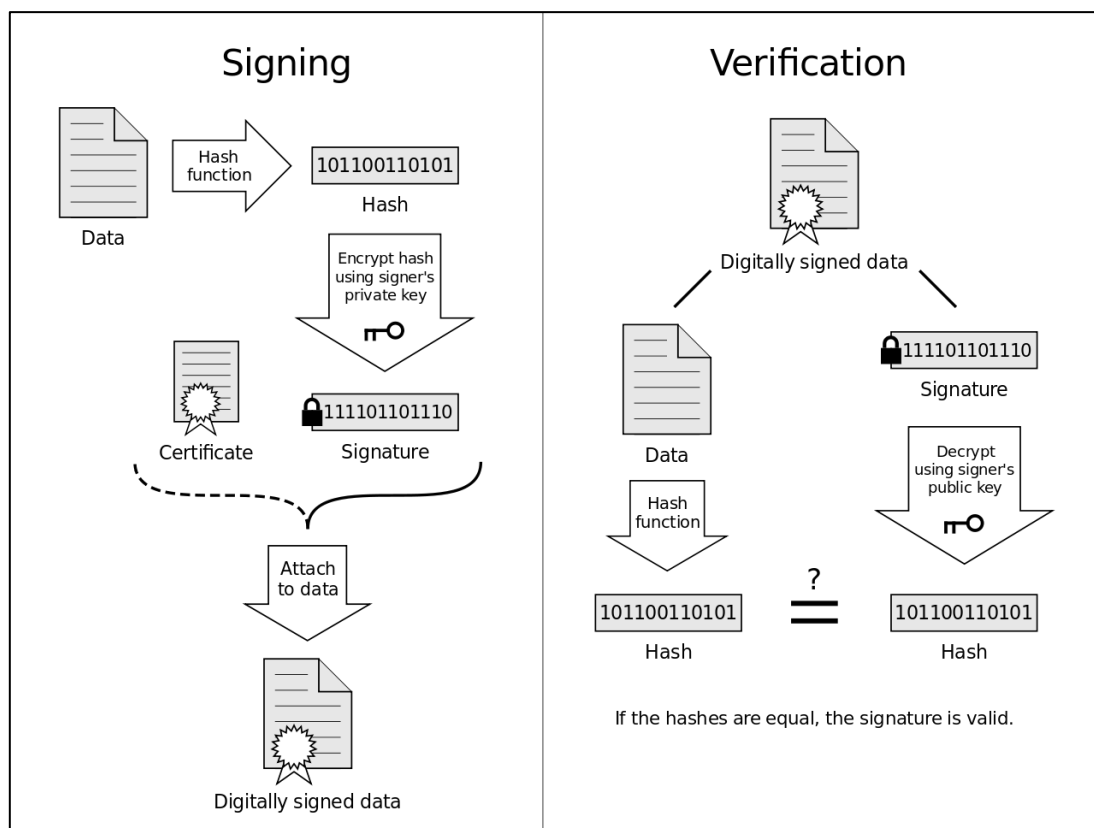 Signing
Data
Hash
function
101100110101
Hash
Encrypt hash
using signer's
private key
Certificate
111101101110
Signature
Attach
to data
Digitally signed data
Verification
Digitally signed data
Data
Hash
function
101100110101
Hash
111101101110
Signature
Decrypt
using signer's
public key
101100110101
Hash
?
If the hashes are equal, the signature is valid.